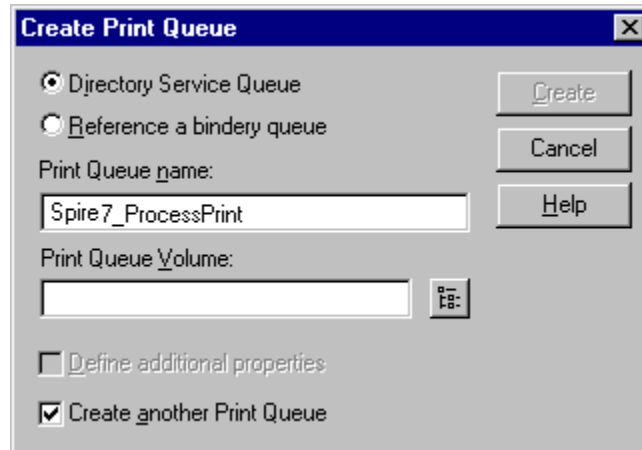 Create Print Queue
Directory Service Queue
Reference a bindery queue
Print Queue name:
Spire7_ProcessPrint
Print Queue Volume:
Define additional properties
Create another Print Queue
Create
Cancel
Help